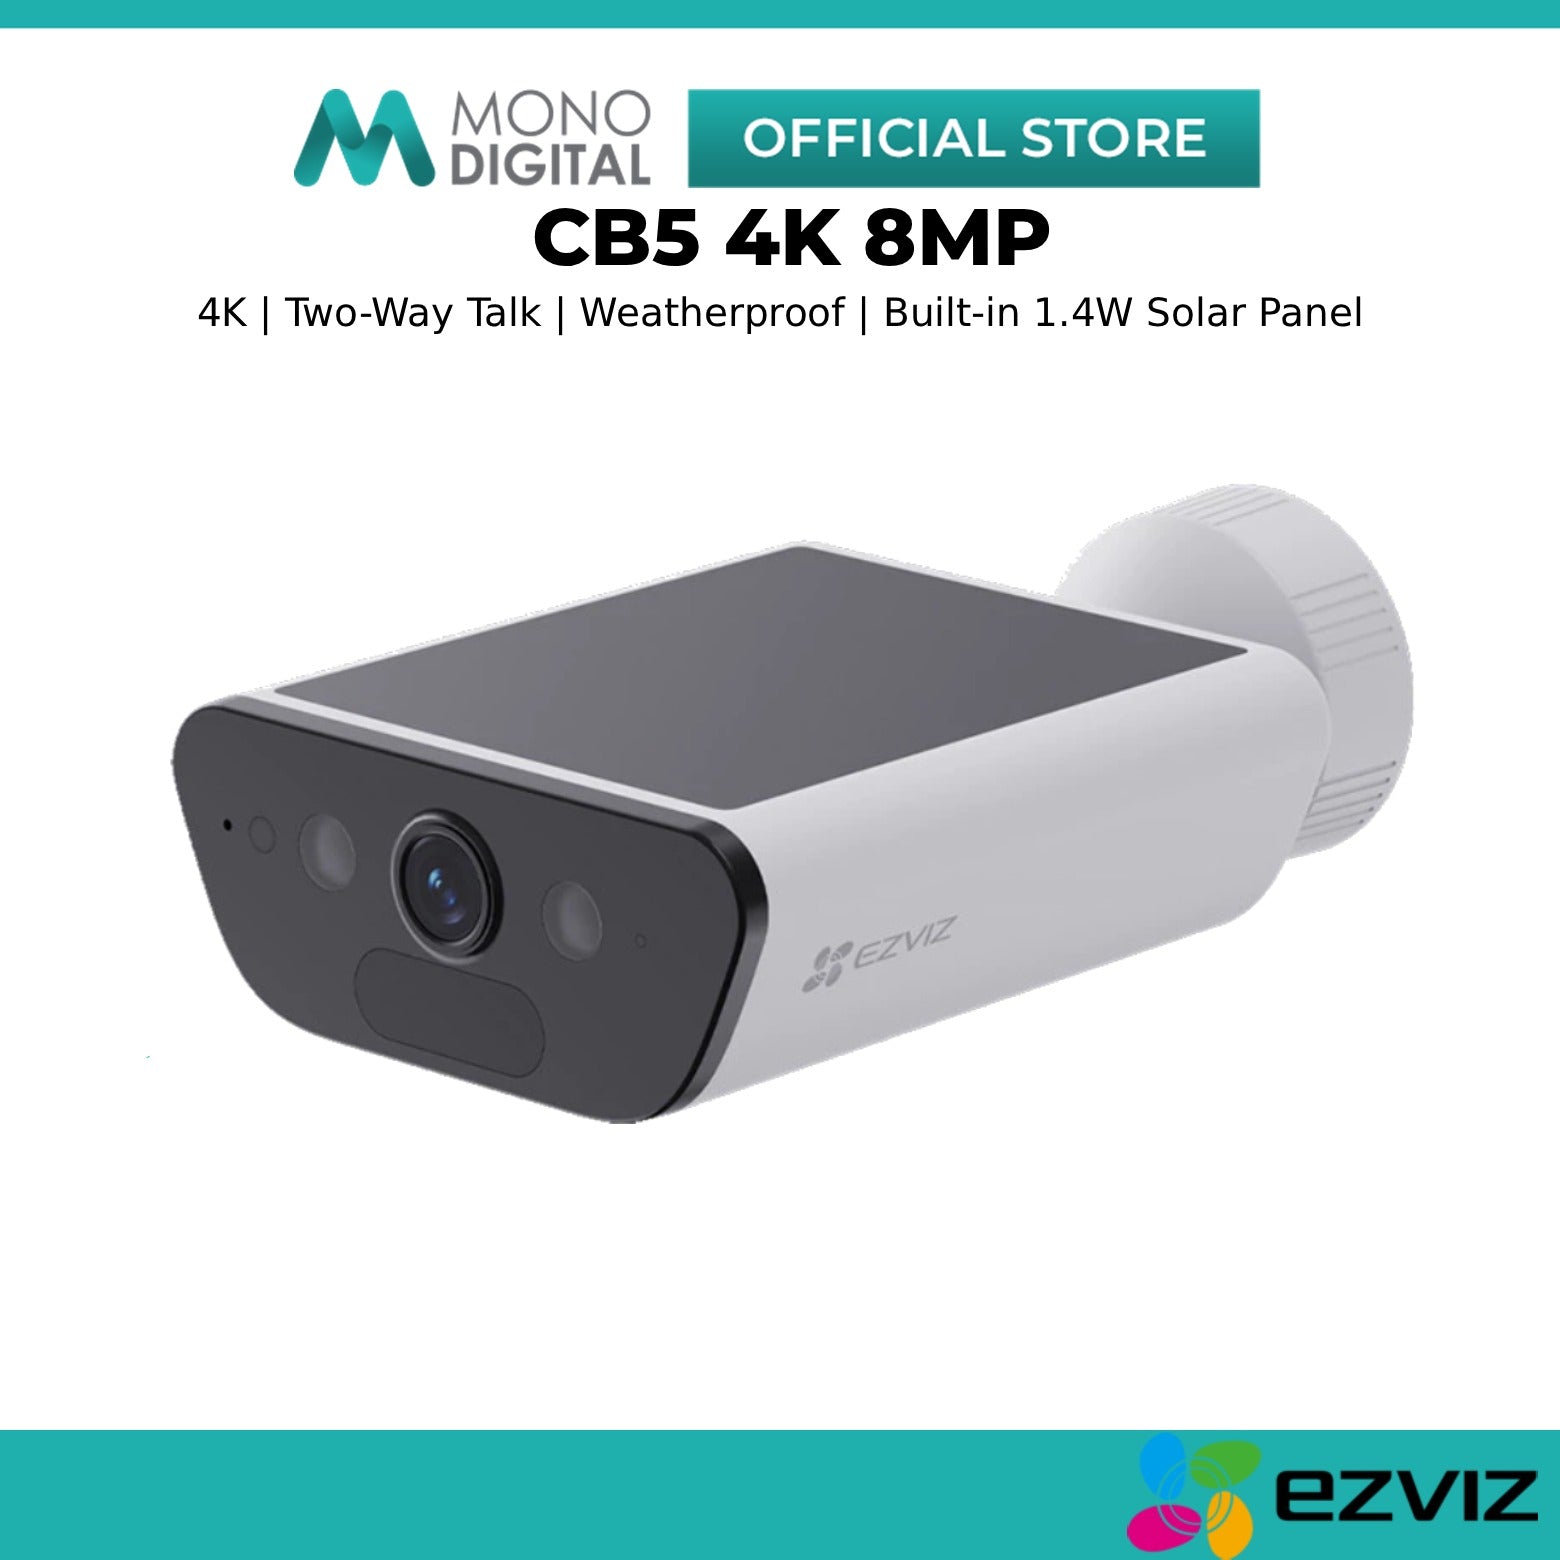 MONO
DIGITAL
OFFICIAL STORE
CB5 4K 8MP
4K | Two-Way Talk | Weatherproof | Built-in 1.4W Solar Panel
EZVIZ
ezviz